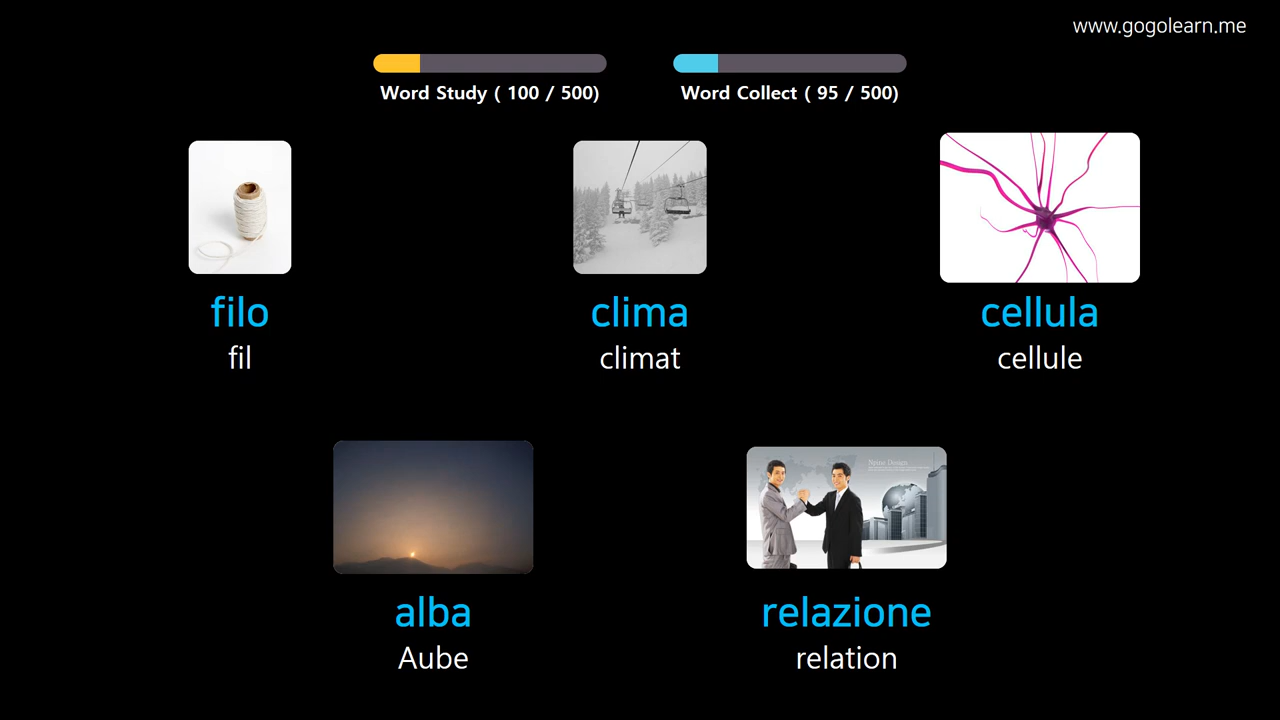 www.gogolearn.me
Word Study ( 100 / 500)
Word Collect ( 95 / 500)
filo
fil
clima
climat
cellula
cellule
alba
Aube
relazione
relation